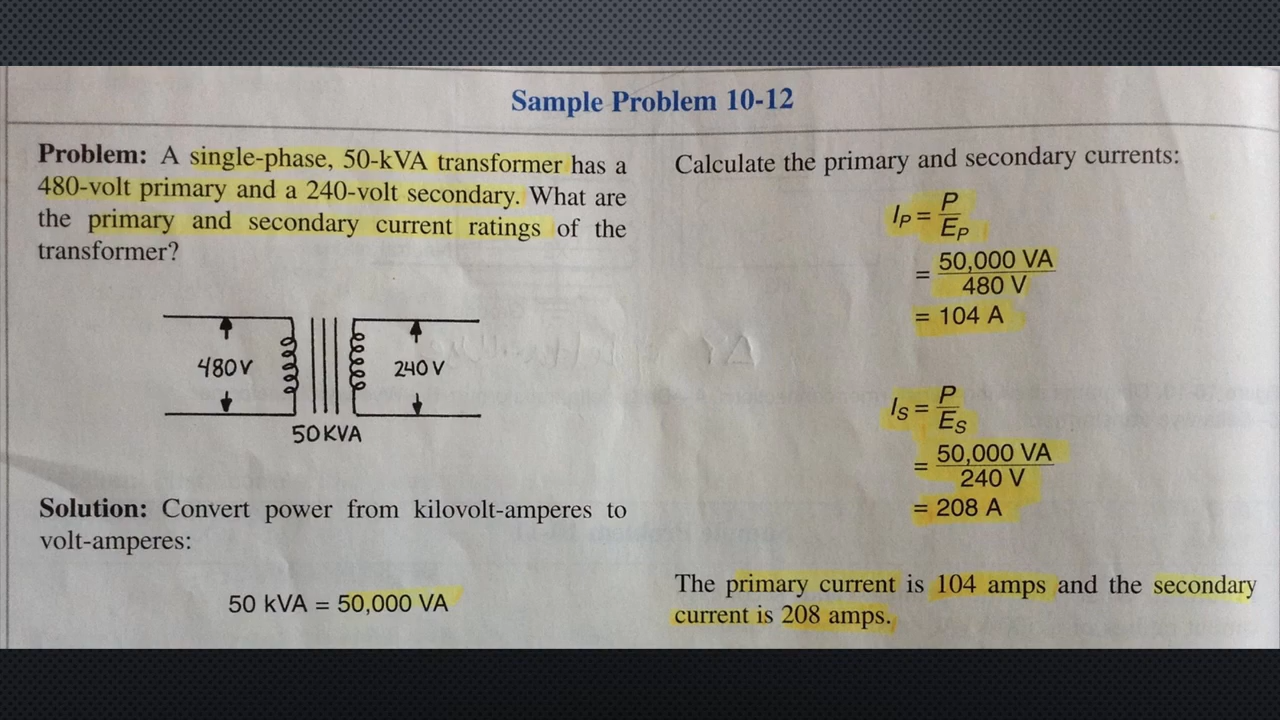 Sample Problem 10-12
Problem: A single-phase, 50-kVA transformer has a
480-volt primary and a 240-volt secondary. What are
the primary and secondary current ratings of the
transformer?
480V
240V
50KVA
Solution: Convert power from kilovolt-amperes to
volt-amperes:
50 kVA = 50,000 VA
Calculate the primary and secondary currents:
IP = P
EP
= 50,000 VA
480 V
= 104 A
IS = P
ES
= 50,000 VA
240 V
= 208 A
The primary current is 104 amps and the secondary
current is 208 amps.